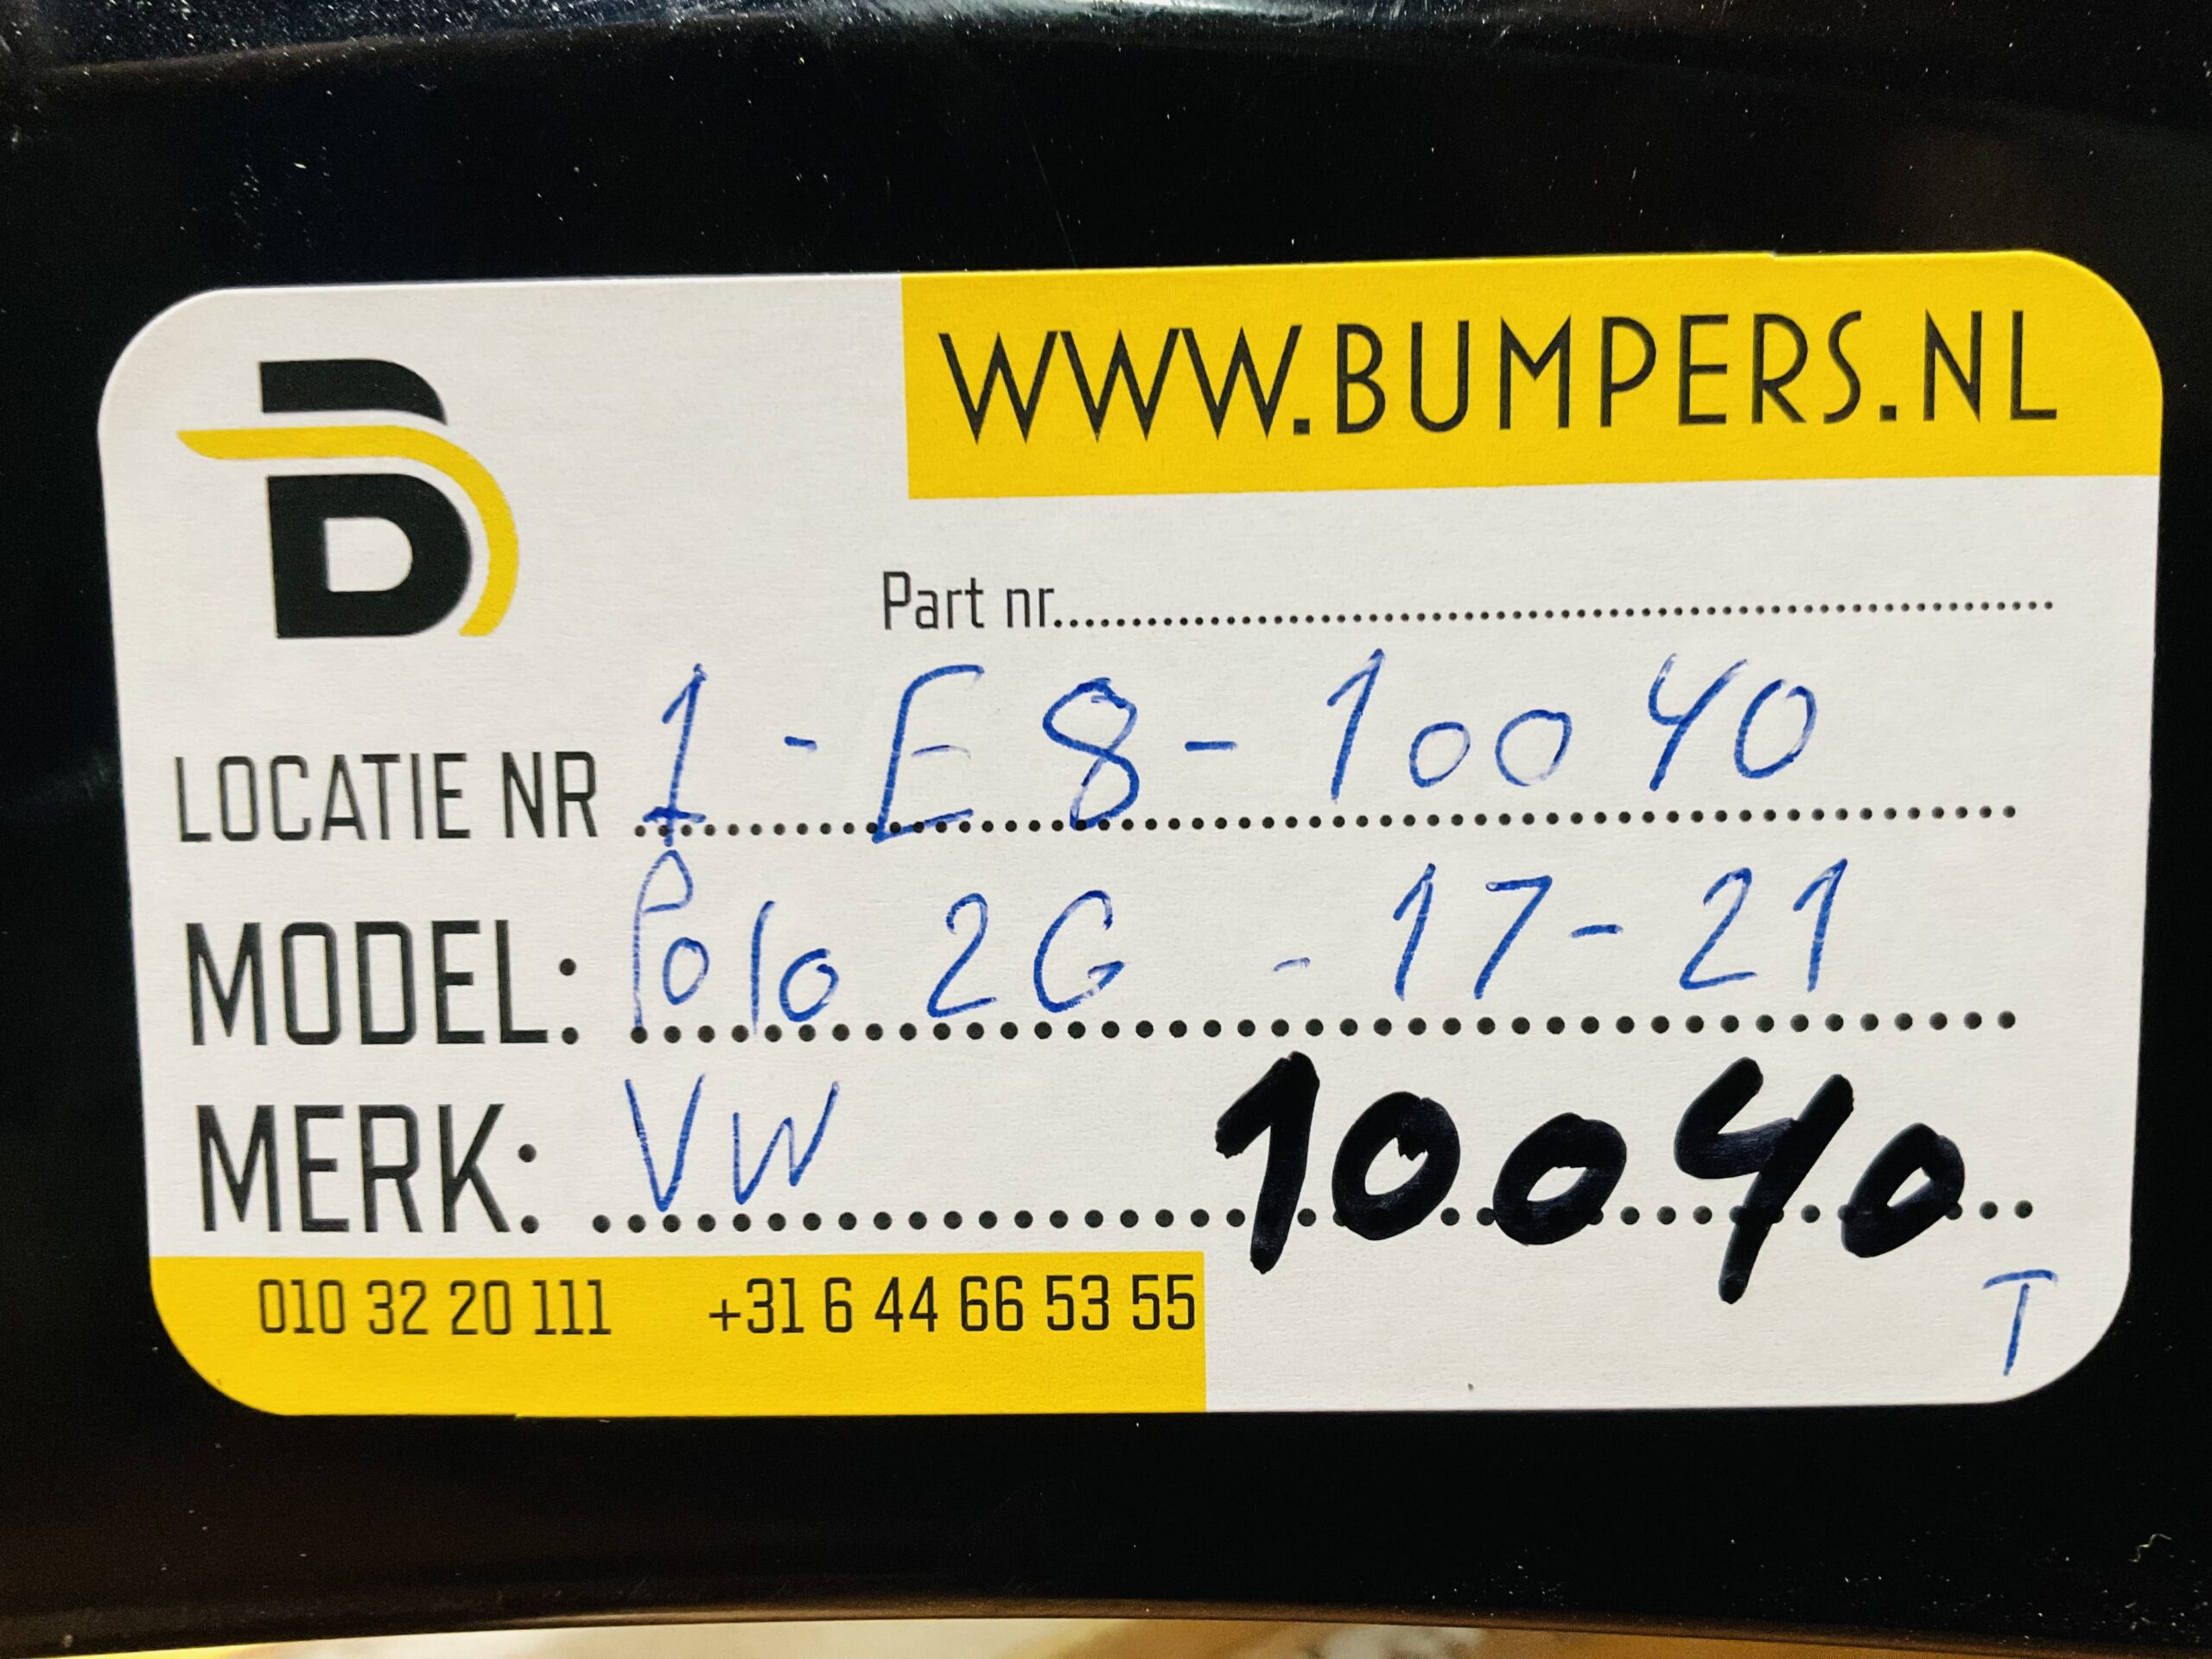 B
WWW.BUMPERS.NL
Part nr.......................................................
LOCATIE NR 1-E8-10040
MODEL: Polo 2G - 17-21
MERK: VW 10040
010 32 20 111 +31 6 44 66 53 55
T